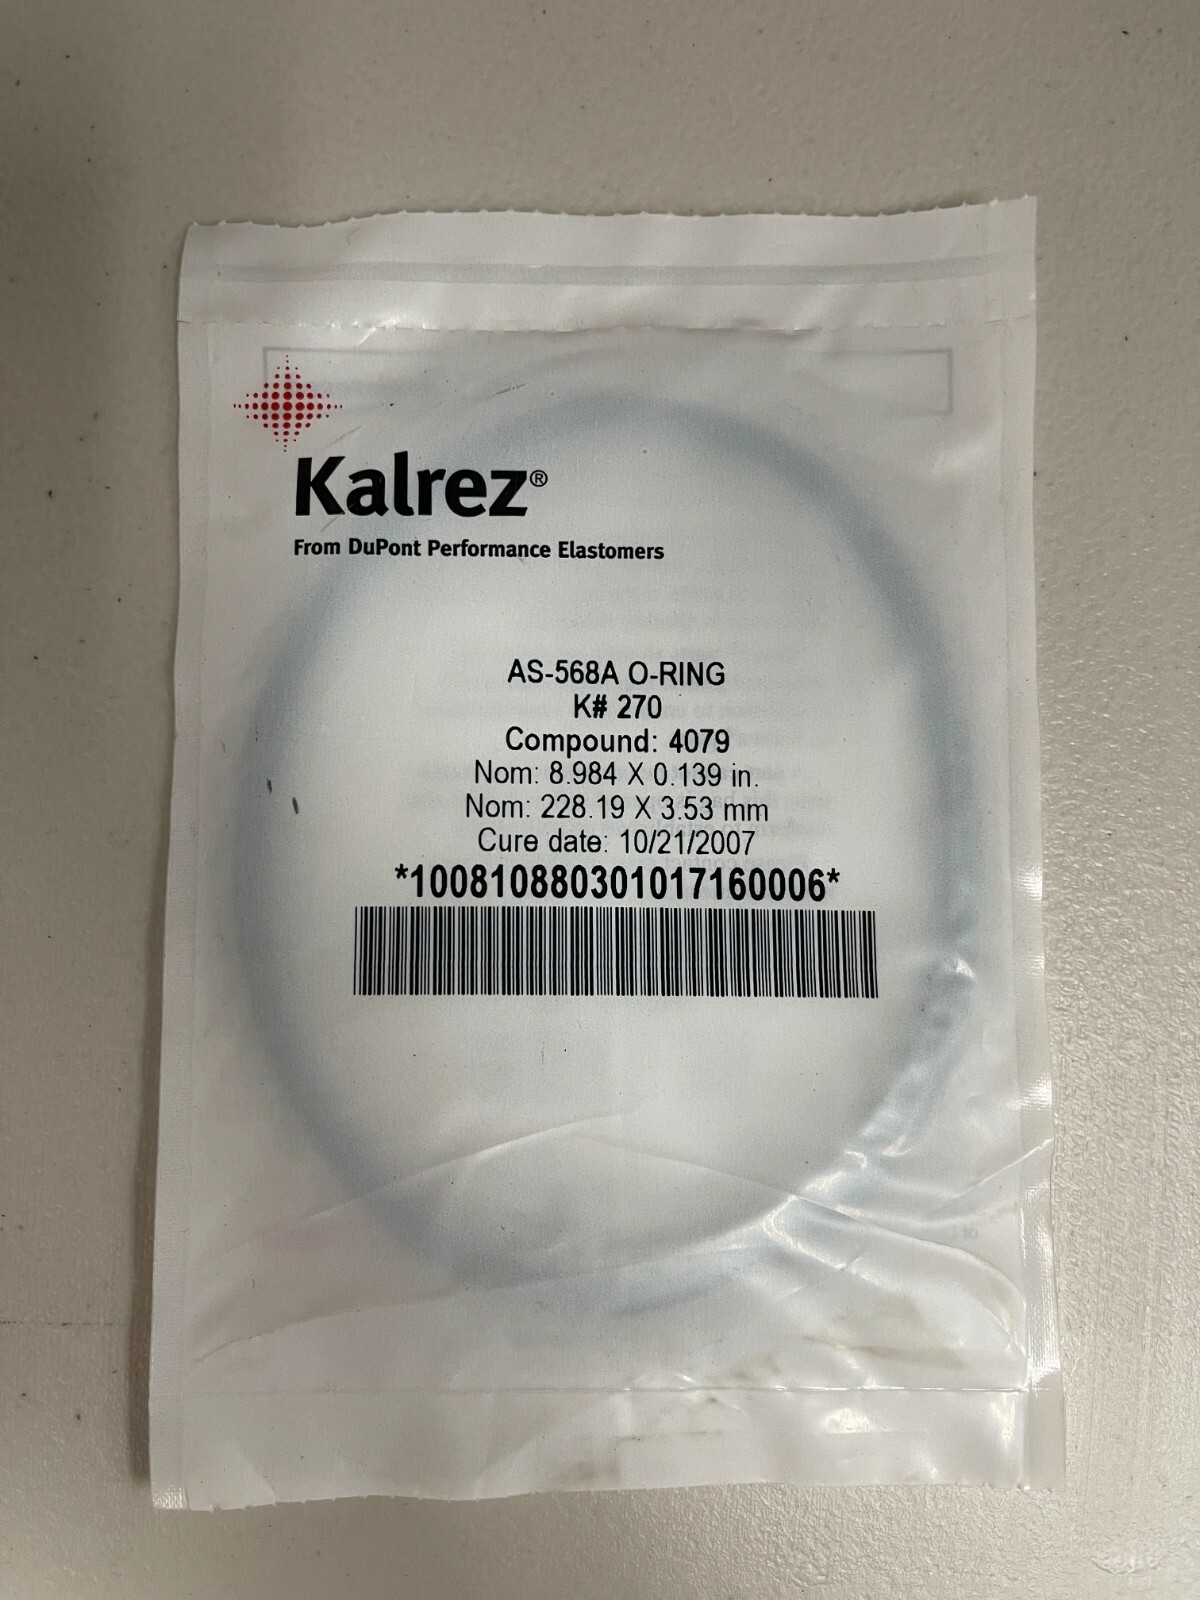 Kalrez®
From DuPont Performance Elastomers
AS-568A O-RING
K# 270
Compound: 4079
Nom: 8.984 X 0.139 in.
Nom: 228.19 X 3.53 mm
Cure date: 10/21/2007
*100810880301017160006*